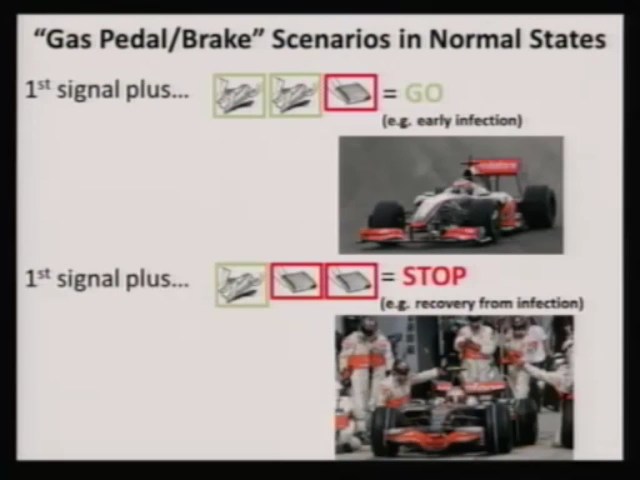 “Gas Pedal/Brake” Scenarios in Normal States
1st signal plus... = GO
(e.g. early infection)
1st signal plus... = STOP
(e.g. recovery from infection)